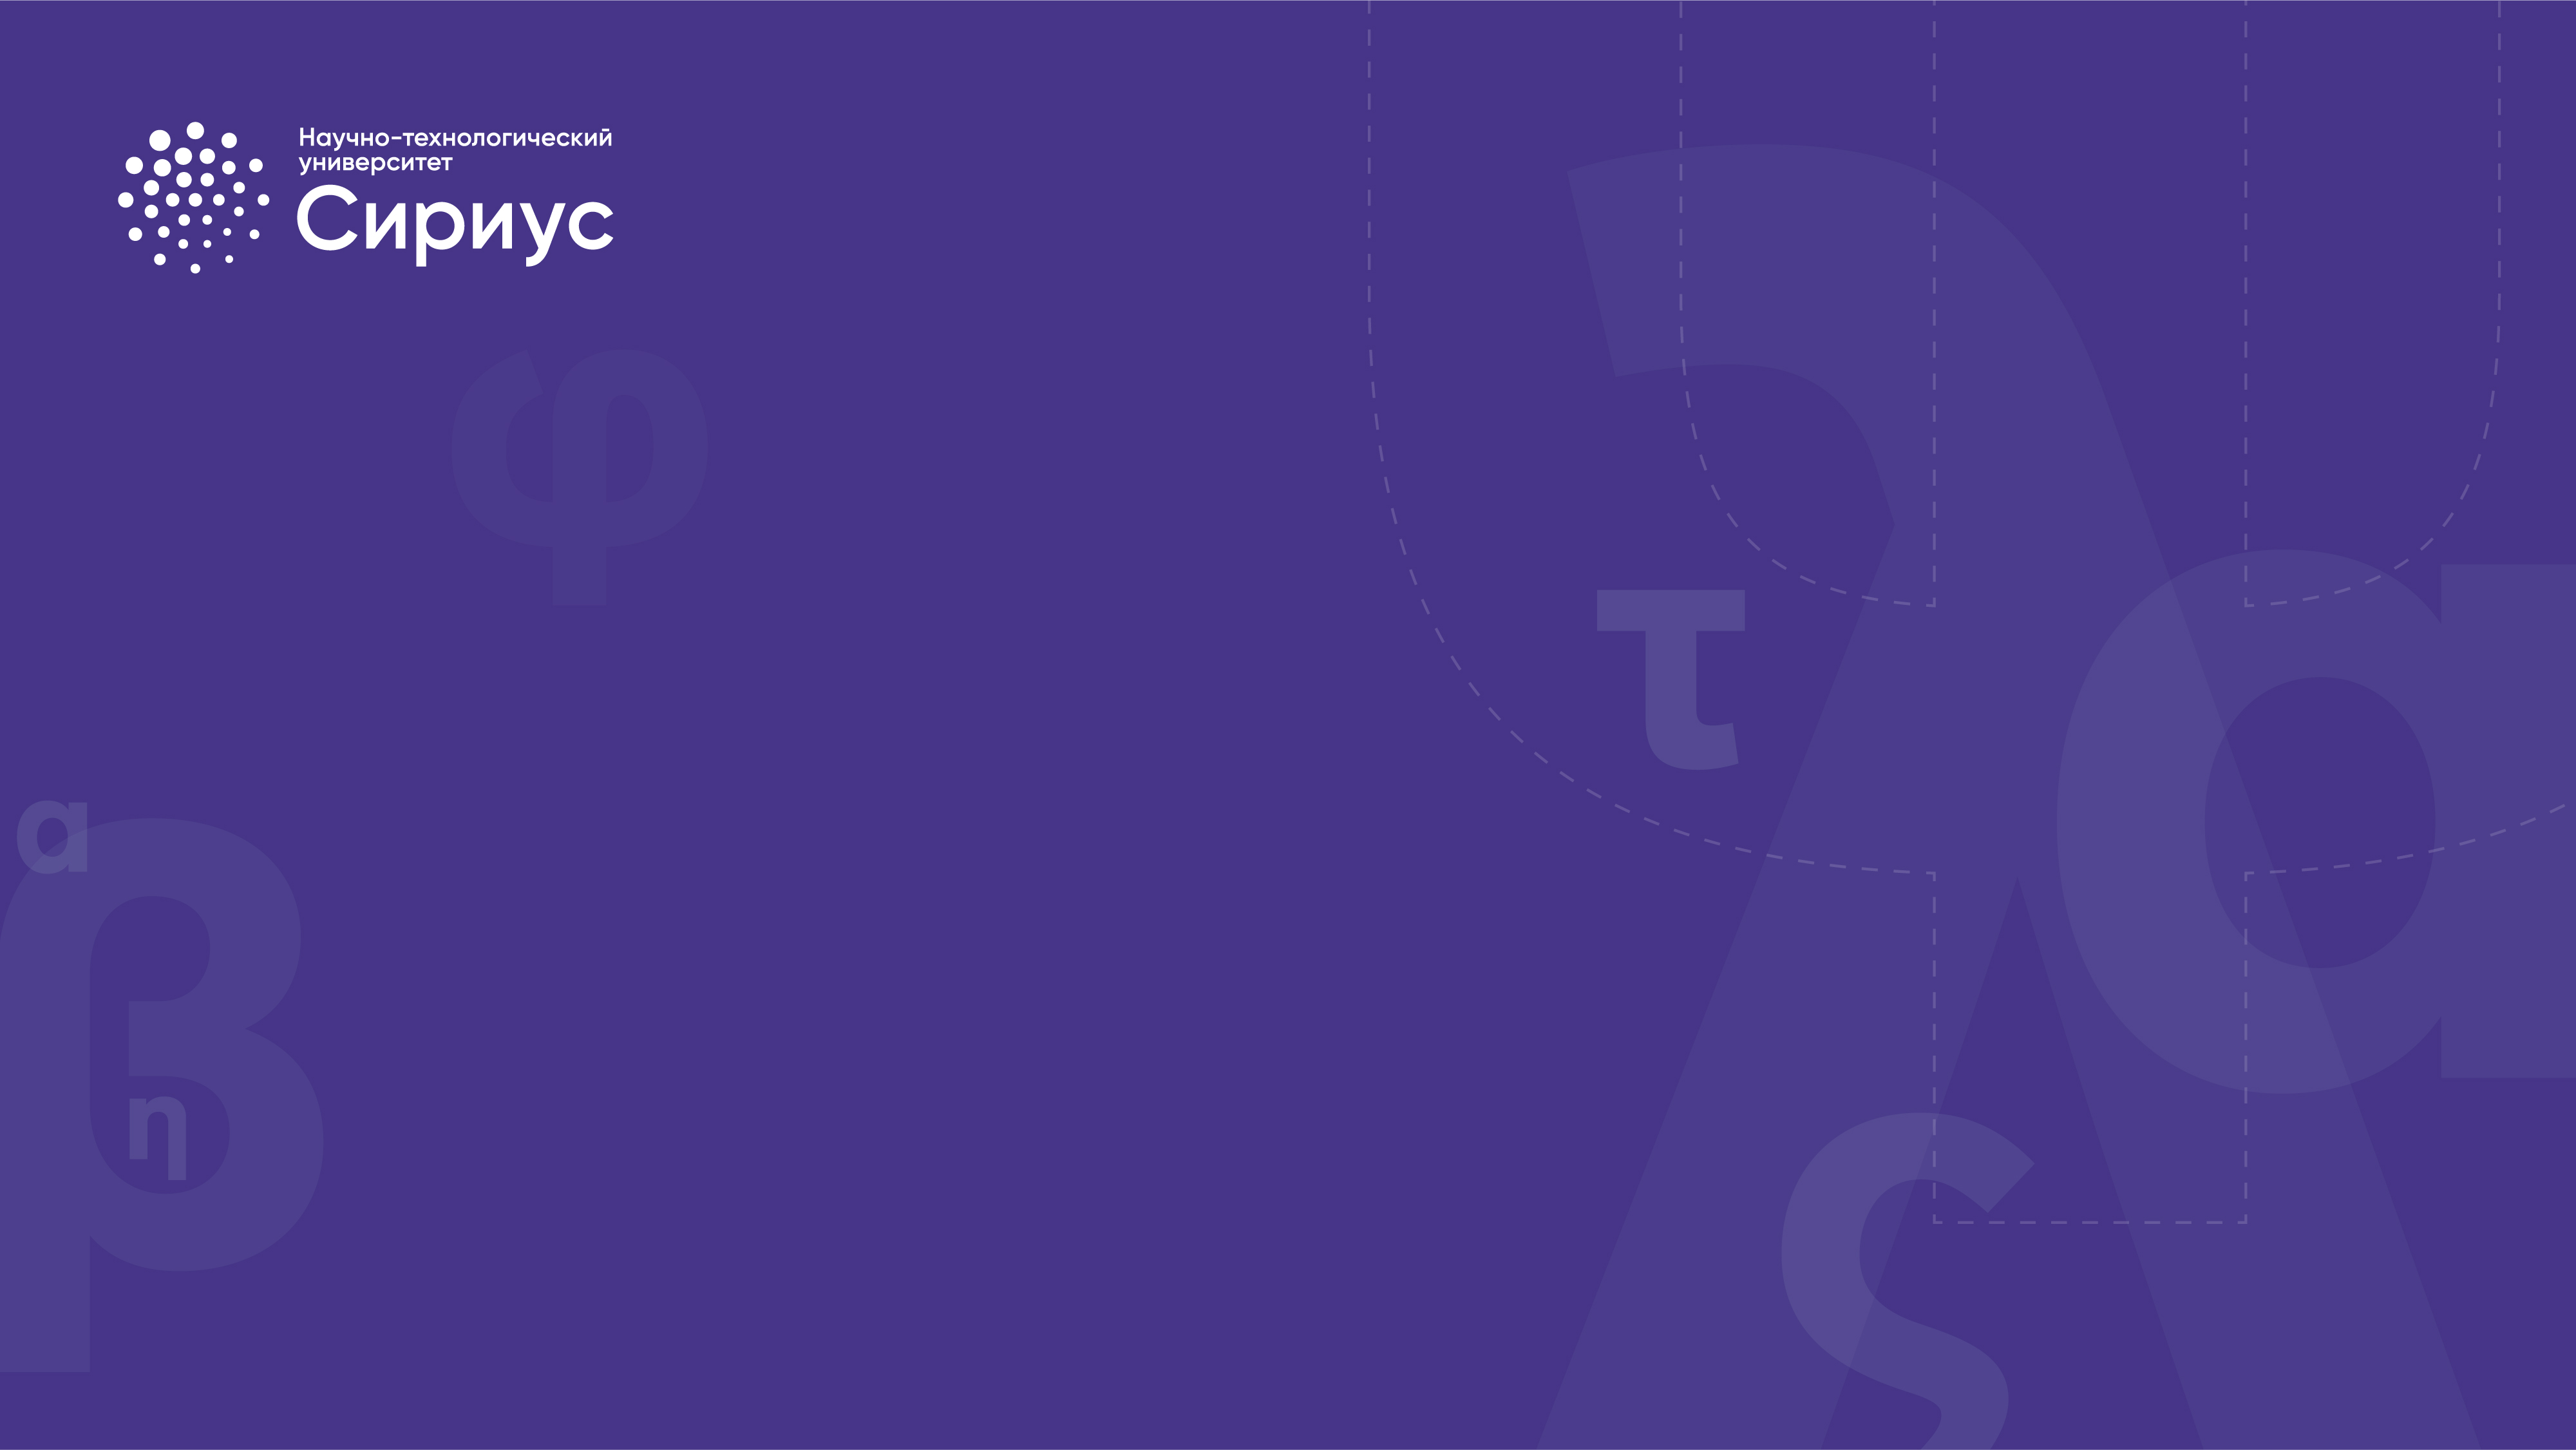 Научно-технологический
университет
Сириус
φ
τ
α
α
β
η
λ
ς